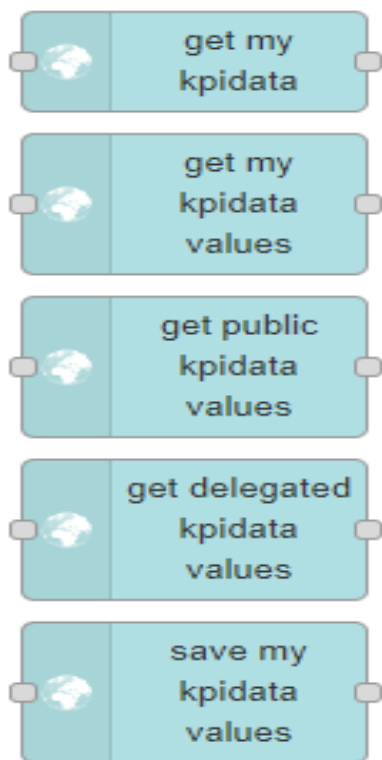 get my
kpidata
get my
kpidata
values
get public
kpidata
values
get delegated
kpidata
values
save my
kpidata
values